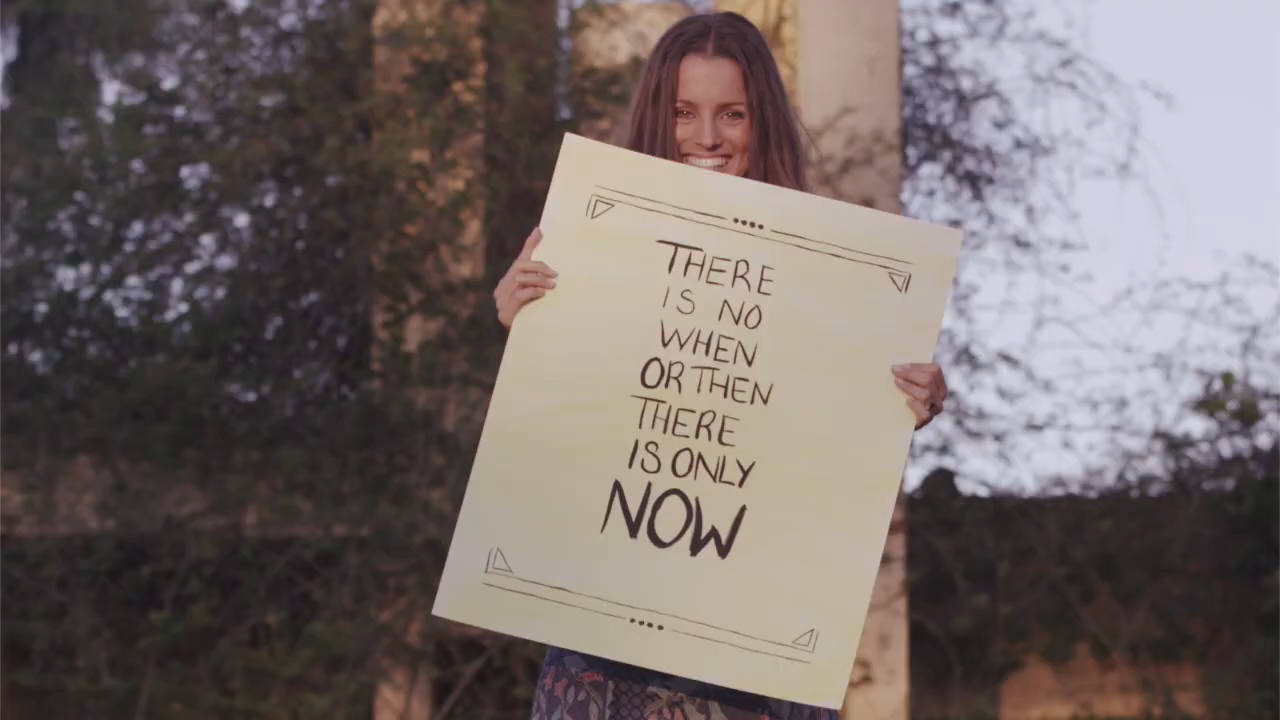 THERE
IS NO
WHEN
OR THEN
THERE
IS ONLY
NOW